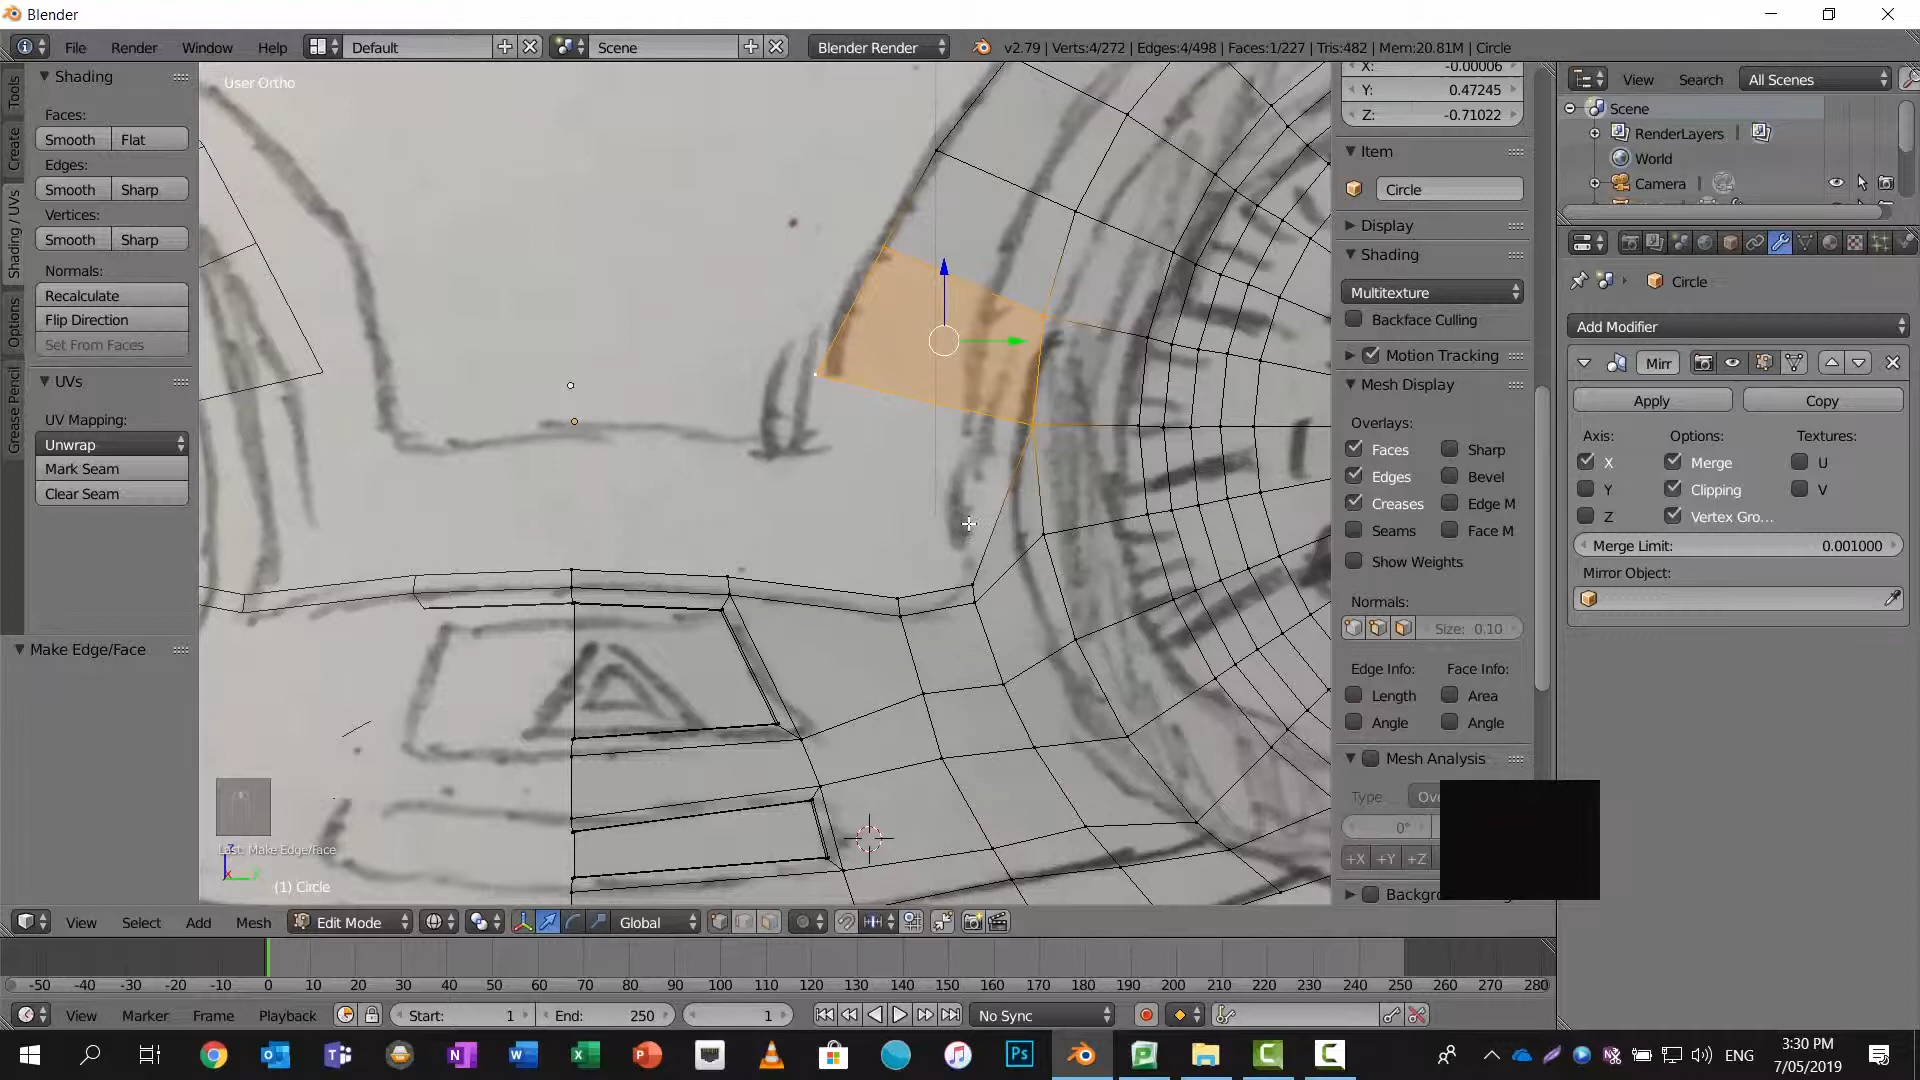 Blender
File Render Window Help Default Scene Blender Render v2.79 | Verts:4/272 | Edges:4/498 | Faces:1/227 | Tris:482 | Mem:20.81M | Circle
Tools
Create
Shading / UVs
Options
Grease Pencil
Shading
Faces:
Smooth Flat
Edges:
Smooth Sharp
Vertices:
Smooth Sharp
Normals:
Recalculate
Flip Direction
Set From Faces
UVs
UV Mapping:
Unwrap
Mark Seam
Clear Seam
Make Edge/Face
User Ortho
Last: Make Edge/Face
(1) Circle
X: -0.00006
Y: 0.47245
Z: -0.71022
Item
Circle
Display
Shading
Multitexture
Backface Culling
Motion Tracking
Mesh Display
Overlays:
Faces Sharp
Edges Bevel
Creases Edge M
Seams Face M
Show Weights
Normals:
Size: 0.10
Edge Info: Face Info:
Length Area
Angle Angle
Mesh Analysis
Type
0°
+X +Y +Z
View Search All Scenes
Scene
RenderLayers
World
Camera
Circle
Add Modifier
Mirr
Apply Copy
Axis: Options: Textures:
X Merge U
Y Clipping V
Z Vertex Gro...
Merge Limit: 0.001000
Mirror Object:
View Select Add Mesh Edit Mode Global
-50 -40 -30 -20 -10 0 10 20 30 40 50 60 70 80 90 100 110 120 130 140 150 160 170 180 190 200 210 220 230 240 250 260 270 280
View Marker Frame Playback Start: 1 End: 250 1 No Sync
ENG
3:30 PM
7/05/2019